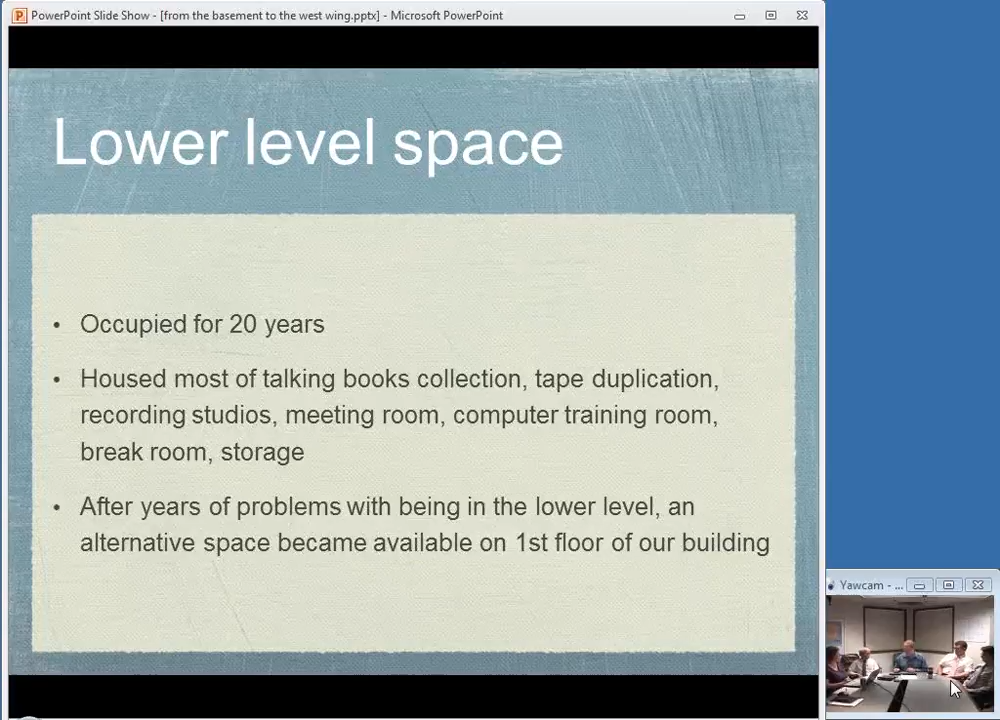 PowerPoint Slide Show - [from the basement to the west wing.pptx] - Microsoft PowerPoint
Lower level space
• Occupied for 20 years
• Housed most of talking books collection, tape duplication,
recording studios, meeting room, computer training room,
break room, storage
• After years of problems with being in the lower level, an
alternative space became available on 1st floor of our building
Yawcam - ...